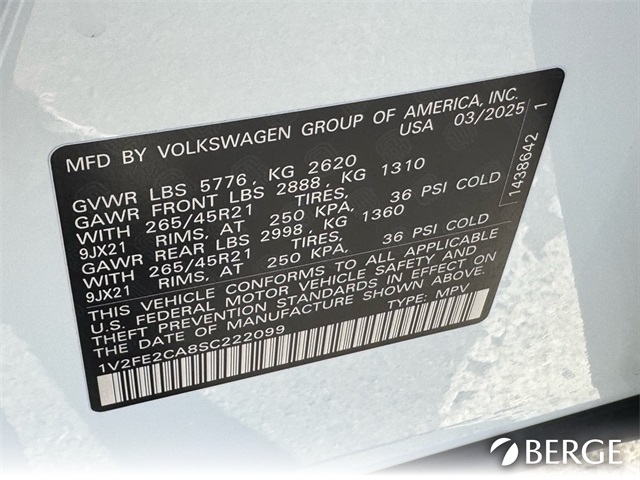 MFD BY VOLKSWAGEN GROUP OF AMERICA, INC.
USA 03/2025 1
GVWR LBS 5776, KG 2620
GAWR FRONT LBS 2888, KG 1310
WITH 265/45R21 TIRES,
9JX21 RIMS. AT 250 KPA, 36 PSI COLD
GAWR REAR LBS 2998, KG 1360
WITH 265/45R21 TIRES,
9JX21 RIMS. AT 250 KPA, 36 PSI COLD
THIS VEHICLE CONFORMS TO ALL APPLICABLE
U.S. FEDERAL MOTOR VEHICLE SAFETY AND
THEFT PREVENTION STANDARDS IN EFFECT ON
THE DATE OF MANUFACTURE SHOWN ABOVE.
1V2FE2CA8SC222099 TYPE: MPV
1438642
BERGE